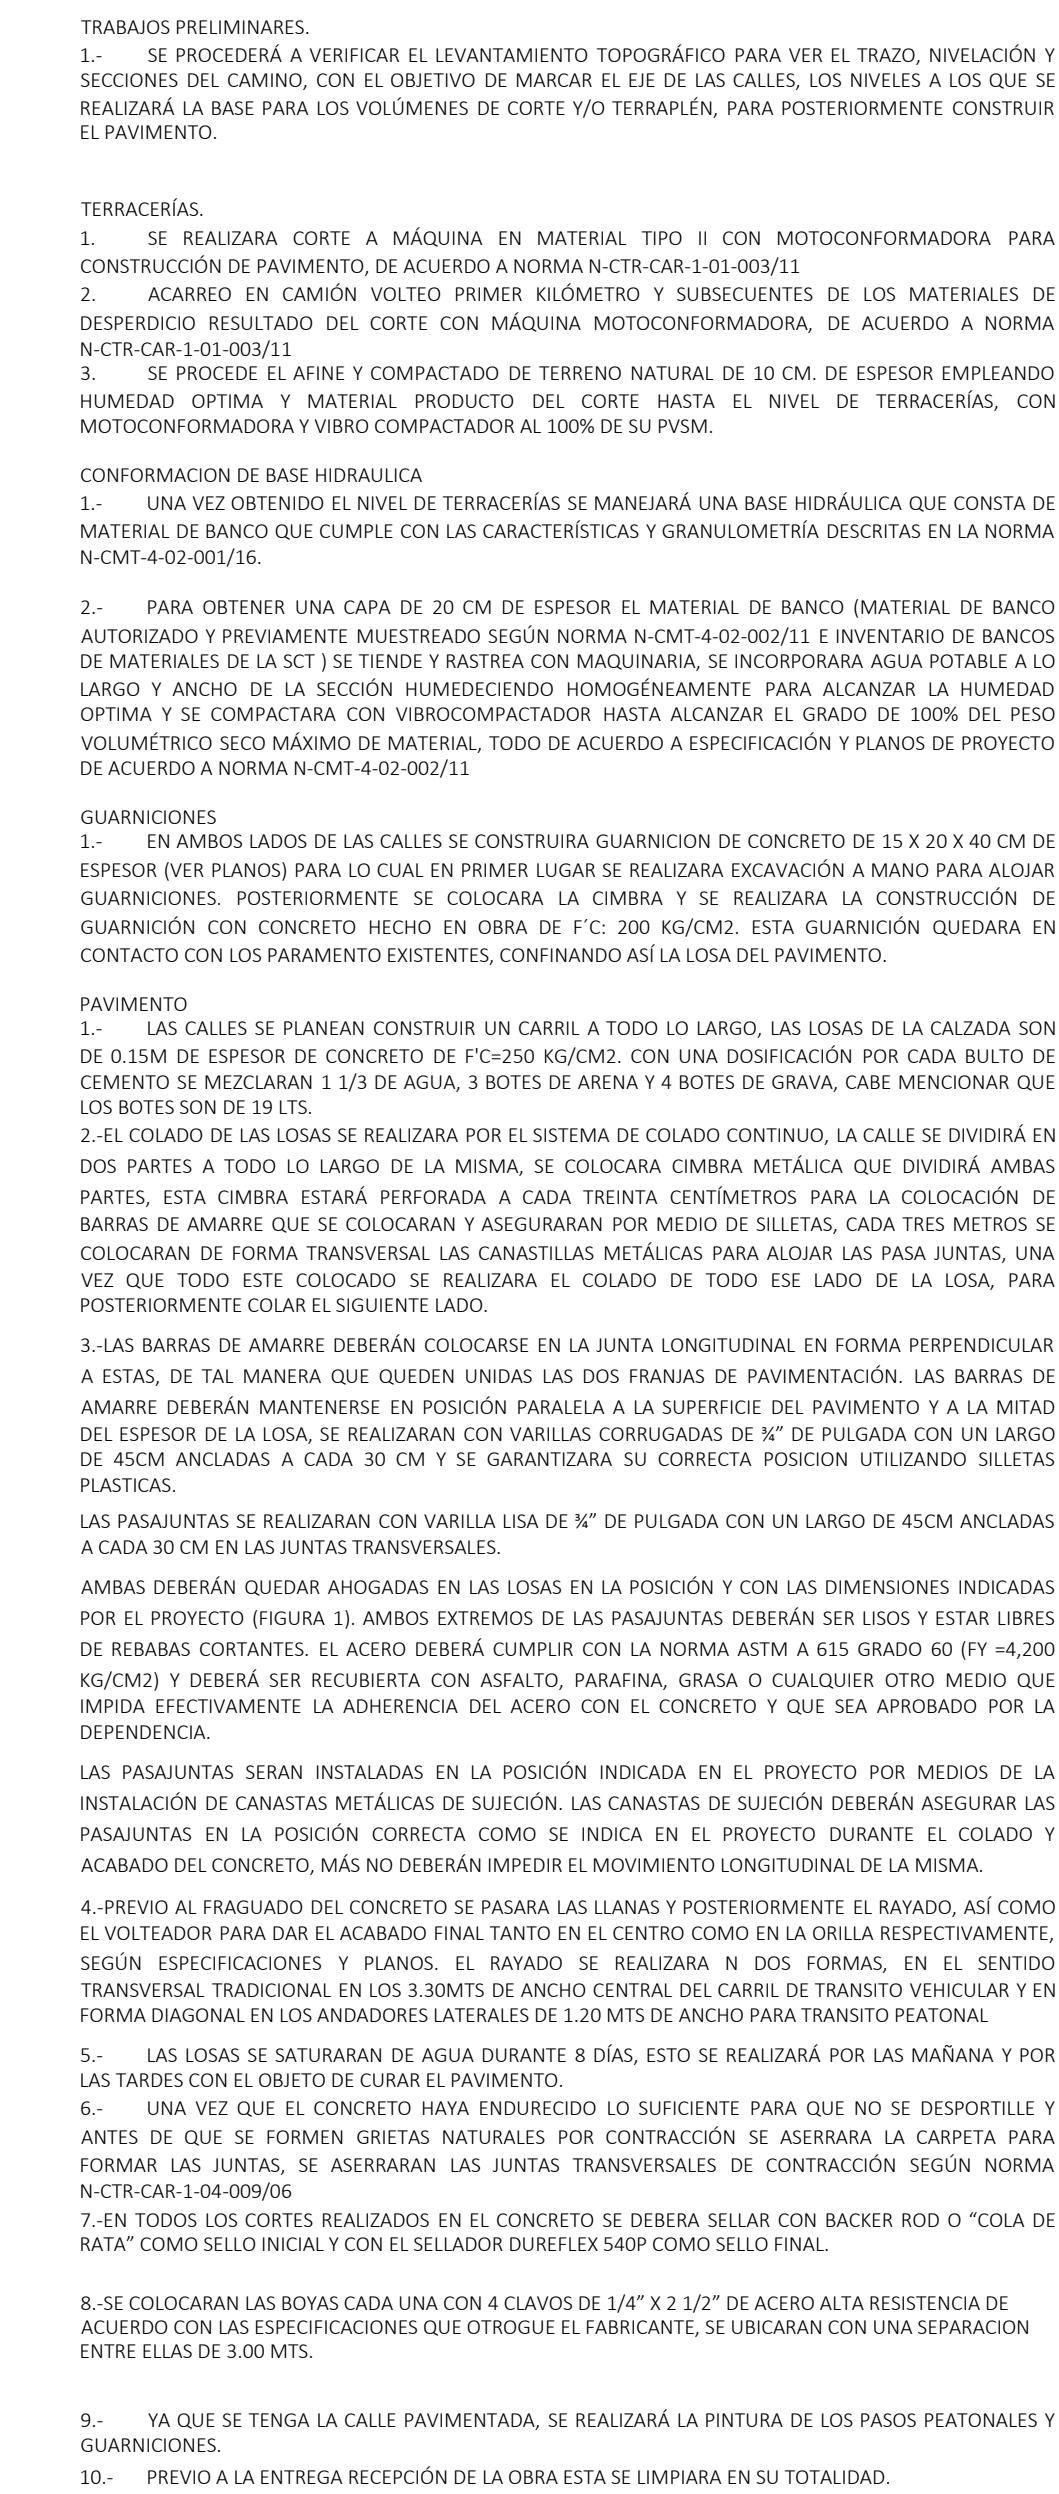 TRABAJOS PRELIMINARES.
1.- SE PROCEDERÁ A VERIFICAR EL LEVANTAMIENTO TOPOGRÁFICO PARA VER EL TRAZO, NIVELACIÓN Y
SECCIONES DEL CAMINO, CON EL OBJETIVO DE MARCAR EL EJE DE LAS CALLES, LOS NIVELES A LOS QUE SE
REALIZARÁ LA BASE PARA LOS VOLÚMENES DE CORTE Y/O TERRAPLÉN, PARA POSTERIORMENTE CONSTRUIR
EL PAVIMENTO.
TERRACERÍAS.
1. SE REALIZARA CORTE A MÁQUINA EN MATERIAL TIPO II CON MOTOCONFORMADORA PARA
CONSTRUCCIÓN DE PAVIMENTO, DE ACUERDO A NORMA N-CTR-CAR-1-01-003/11
2. ACARREO EN CAMIÓN VOLTEO PRIMER KILÓMETRO Y SUBSECUENTES DE LOS MATERIALES DE
DESPERDICIO RESULTADO DEL CORTE CON MÁQUINA MOTOCONFORMADORA, DE ACUERDO A NORMA
N-CTR-CAR-1-01-003/11
3. SE PROCEDE EL AFINE Y COMPACTADO DE TERRENO NATURAL DE 10 CM. DE ESPESOR EMPLEANDO
HUMEDAD OPTIMA Y MATERIAL PRODUCTO DEL CORTE HASTA EL NIVEL DE TERRACERÍAS, CON
MOTOCONFORMADORA Y VIBRO COMPACTADOR AL 100% DE SU PVSM.
CONFORMACION DE BASE HIDRAULICA
1.- UNA VEZ OBTENIDO EL NIVEL DE TERRACERÍAS SE MANEJARÁ UNA BASE HIDRÁULICA QUE CONSTA DE
MATERIAL DE BANCO QUE CUMPLE CON LAS CARACTERÍSTICAS Y GRANULOMETRÍA DESCRITAS EN LA NORMA
N-CMT-4-02-001/16.
2.- PARA OBTENER UNA CAPA DE 20 CM DE ESPESOR EL MATERIAL DE BANCO (MATERIAL DE BANCO
AUTORIZADO Y PREVIAMENTE MUESTREADO SEGÚN NORMA N-CMT-4-02-002/11 E INVENTARIO DE BANCOS
DE MATERIALES DE LA SCT ) SE TIENDE Y RASTREA CON MAQUINARIA, SE INCORPORARA AGUA POTABLE A LO
LARGO Y ANCHO DE LA SECCIÓN HUMEDECIENDO HOMOGÉNEAMENTE PARA ALCANZAR LA HUMEDAD
OPTIMA Y SE COMPACTARA CON VIBROCOMPACTADOR HASTA ALCANZAR EL GRADO DE 100% DEL PESO
VOLUMÉTRICO SECO MÁXIMO DE MATERIAL, TODO DE ACUERDO A ESPECIFICACIÓN Y PLANOS DE PROYECTO
DE ACUERDO A NORMA N-CMT-4-02-002/11
GUARNICIONES
1.- EN AMBOS LADOS DE LAS CALLES SE CONSTRUIRA GUARNICION DE CONCRETO DE 15 X 20 X 40 CM DE
ESPESOR (VER PLANOS) PARA LO CUAL EN PRIMER LUGAR SE REALIZARA EXCAVACIÓN A MANO PARA ALOJAR
GUARNICIONES. POSTERIORMENTE SE COLOCARA LA CIMBRA Y SE REALIZARA LA CONSTRUCCIÓN DE
GUARNICIÓN CON CONCRETO HECHO EN OBRA DE F´C: 200 KG/CM2. ESTA GUARNICIÓN QUEDARA EN
CONTACTO CON LOS PARAMENTO EXISTENTES, CONFINANDO ASÍ LA LOSA DEL PAVIMENTO.
PAVIMENTO
1.- LAS CALLES SE PLANEAN CONSTRUIR UN CARRIL A TODO LO LARGO, LAS LOSAS DE LA CALZADA SON
DE 0.15M DE ESPESOR DE CONCRETO DE F'C=250 KG/CM2. CON UNA DOSIFICACIÓN POR CADA BULTO DE
CEMENTO SE MEZCLARAN 1 1/3 DE AGUA, 3 BOTES DE ARENA Y 4 BOTES DE GRAVA, CABE MENCIONAR QUE
LOS BOTES SON DE 19 LTS.
2.-EL COLADO DE LAS LOSAS SE REALIZARA POR EL SISTEMA DE COLADO CONTINUO, LA CALLE SE DIVIDIRÁ EN
DOS PARTES A TODO LO LARGO DE LA MISMA, SE COLOCARA CIMBRA METÁLICA QUE DIVIDIRÁ AMBAS
PARTES, ESTA CIMBRA ESTARÁ PERFORADA A CADA TREINTA CENTÍMETROS PARA LA COLOCACIÓN DE
BARRAS DE AMARRE QUE SE COLOCARAN Y ASEGURARAN POR MEDIO DE SILLETAS, CADA TRES METROS SE
COLOCARAN DE FORMA TRANSVERSAL LAS CANASTILLAS METÁLICAS PARA ALOJAR LAS PASA JUNTAS, UNA
VEZ QUE TODO ESTE COLOCADO SE REALIZARA EL COLADO DE TODO ESE LADO DE LA LOSA, PARA
POSTERIORMENTE COLAR EL SIGUIENTE LADO.
3.-LAS BARRAS DE AMARRE DEBERÁN COLOCARSE EN LA JUNTA LONGITUDINAL EN FORMA PERPENDICULAR
A ESTAS, DE TAL MANERA QUE QUEDEN UNIDAS LAS DOS FRANJAS DE PAVIMENTACIÓN. LAS BARRAS DE
AMARRE DEBERÁN MANTENERSE EN POSICIÓN PARALELA A LA SUPERFICIE DEL PAVIMENTO Y A LA MITAD
DEL ESPESOR DE LA LOSA, SE REALIZARAN CON VARILLAS CORRUGADAS DE ¾” DE PULGADA CON UN LARGO
DE 45CM ANCLADAS A CADA 30 CM Y SE GARANTIZARA SU CORRECTA POSICION UTILIZANDO SILLETAS
PLASTICAS.
LAS PASAJUNTAS SE REALIZARAN CON VARILLA LISA DE ¾” DE PULGADA CON UN LARGO DE 45CM ANCLADAS
A CADA 30 CM EN LAS JUNTAS TRANSVERSALES.
AMBAS DEBERÁN QUEDAR AHOGADAS EN LAS LOSAS EN LA POSICIÓN Y CON LAS DIMENSIONES INDICADAS
POR EL PROYECTO (FIGURA 1). AMBOS EXTREMOS DE LAS PASAJUNTAS DEBERÁN SER LISOS Y ESTAR LIBRES
DE REBABAS CORTANTES. EL ACERO DEBERÁ CUMPLIR CON LA NORMA ASTM A 615 GRADO 60 (FY =4,200
KG/CM2) Y DEBERÁ SER RECUBIERTA CON ASFALTO, PARAFINA, GRASA O CUALQUIER OTRO MEDIO QUE
IMPIDA EFECTIVAMENTE LA ADHERENCIA DEL ACERO CON EL CONCRETO Y QUE SEA APROBADO POR LA
DEPENDENCIA.
LAS PASAJUNTAS SERAN INSTALADAS EN LA POSICIÓN INDICADA EN EL PROYECTO POR MEDIOS DE LA
INSTALACIÓN DE CANASTAS METÁLICAS DE SUJECIÓN. LAS CANASTAS DE SUJECIÓN DEBERÁN ASEGURAR LAS
PASAJUNTAS EN LA POSICIÓN CORRECTA COMO SE INDICA EN EL PROYECTO DURANTE EL COLADO Y
ACABADO DEL CONCRETO, MÁS NO DEBERÁN IMPEDIR EL MOVIMIENTO LONGITUDINAL DE LA MISMA.
4.-PREVIO AL FRAGUADO DEL CONCRETO SE PASARA LAS LLANAS Y POSTERIORMENTE EL RAYADO, ASÍ COMO
EL VOLTEADOR PARA DAR EL ACABADO FINAL TANTO EN EL CENTRO COMO EN LA ORILLA RESPECTIVAMENTE,
SEGÚN ESPECIFICACIONES Y PLANOS. EL RAYADO SE REALIZARA N DOS FORMAS, EN EL SENTIDO
TRANSVERSAL TRADICIONAL EN LOS 3.30MTS DE ANCHO CENTRAL DEL CARRIL DE TRANSITO VEHICULAR Y EN
FORMA DIAGONAL EN LOS ANDADORES LATERALES DE 1.20 MTS DE ANCHO PARA TRANSITO PEATONAL
5.- LAS LOSAS SE SATURARAN DE AGUA DURANTE 8 DÍAS, ESTO SE REALIZARÁ POR LAS MAÑANA Y POR
LAS TARDES CON EL OBJETO DE CURAR EL PAVIMENTO.
6.- UNA VEZ QUE EL CONCRETO HAYA ENDURECIDO LO SUFICIENTE PARA QUE NO SE DESPORTILLE Y
ANTES DE QUE SE FORMEN GRIETAS NATURALES POR CONTRACCIÓN SE ASERRARA LA CARPETA PARA
FORMAR LAS JUNTAS, SE ASERRARAN LAS JUNTAS TRANSVERSALES DE CONTRACCIÓN SEGÚN NORMA
N-CTR-CAR-1-04-009/06
7.-EN TODOS LOS CORTES REALIZADOS EN EL CONCRETO SE DEBERA SELLAR CON BACKER ROD O “COLA DE
RATA” COMO SELLO INICIAL Y CON EL SELLADOR DUREFLEX 540P COMO SELLO FINAL.
8.-SE COLOCARAN LAS BOYAS CADA UNA CON 4 CLAVOS DE 1/4” X 2 1/2” DE ACERO ALTA RESISTENCIA DE
ACUERDO CON LAS ESPECIFICACIONES QUE OTROGUE EL FABRICANTE, SE UBICARAN CON UNA SEPARACION
ENTRE ELLAS DE 3.00 MTS.
9.- YA QUE SE TENGA LA CALLE PAVIMENTADA, SE REALIZARÁ LA PINTURA DE LOS PASOS PEATONALES Y
GUARNICIONES.
10.- PREVIO A LA ENTREGA RECEPCIÓN DE LA OBRA ESTA SE LIMPIARA EN SU TOTALIDAD.